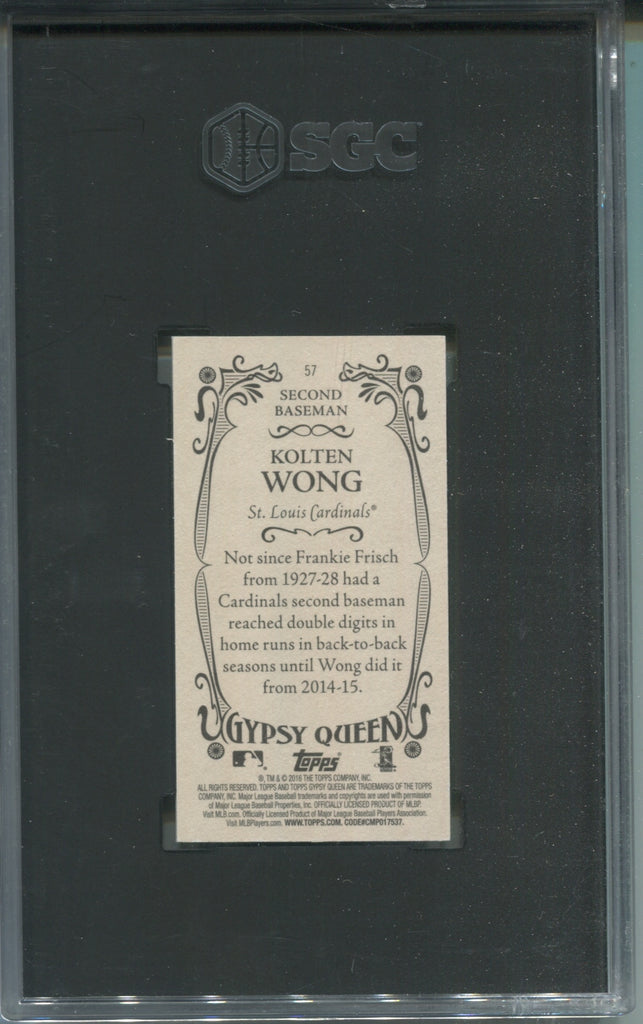 SGC
57
SECOND
BASEMAN
KOLTEN
WONG
St. Louis Cardinals®
Not since Frankie Frisch
from 1927-28 had a
Cardinals second baseman
reached double digits in
home runs in back-to-back
seasons until Wong did it
from 2014-15.
GYPSY QUEEN
Topps®
®, TM & © 2016 THE TOPPS COMPANY, INC.
ALL RIGHTS RESERVED. TOPPS AND TOPPS GYPSY QUEEN ARE TRADEMARKS OF THE TOPPS
COMPANY, INC. Major League Baseball trademarks and copyrights are used with permission
of Major League Baseball Properties, Inc. OFFICIALLY LICENSED PRODUCT OF MLBP.
Visit MLB.com. Officially Licensed Product of Major League Baseball Players Association.
Visit MLBPlayers.com. WWW.TOPPS.COM. CODE#CMP017537.